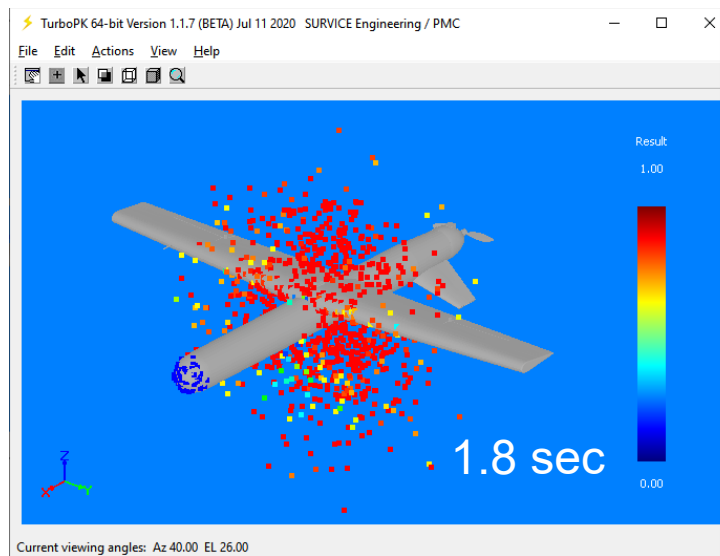 TurboPK 64-bit Version 1.1.7 (BETA) Jul 11 2020 SURVICE Engineering / PMC
File Edit Actions View Help
Result
1.00
1.8 sec
0.00
Z
X
Y
Current viewing angles: Az 40.00 EL 26.00